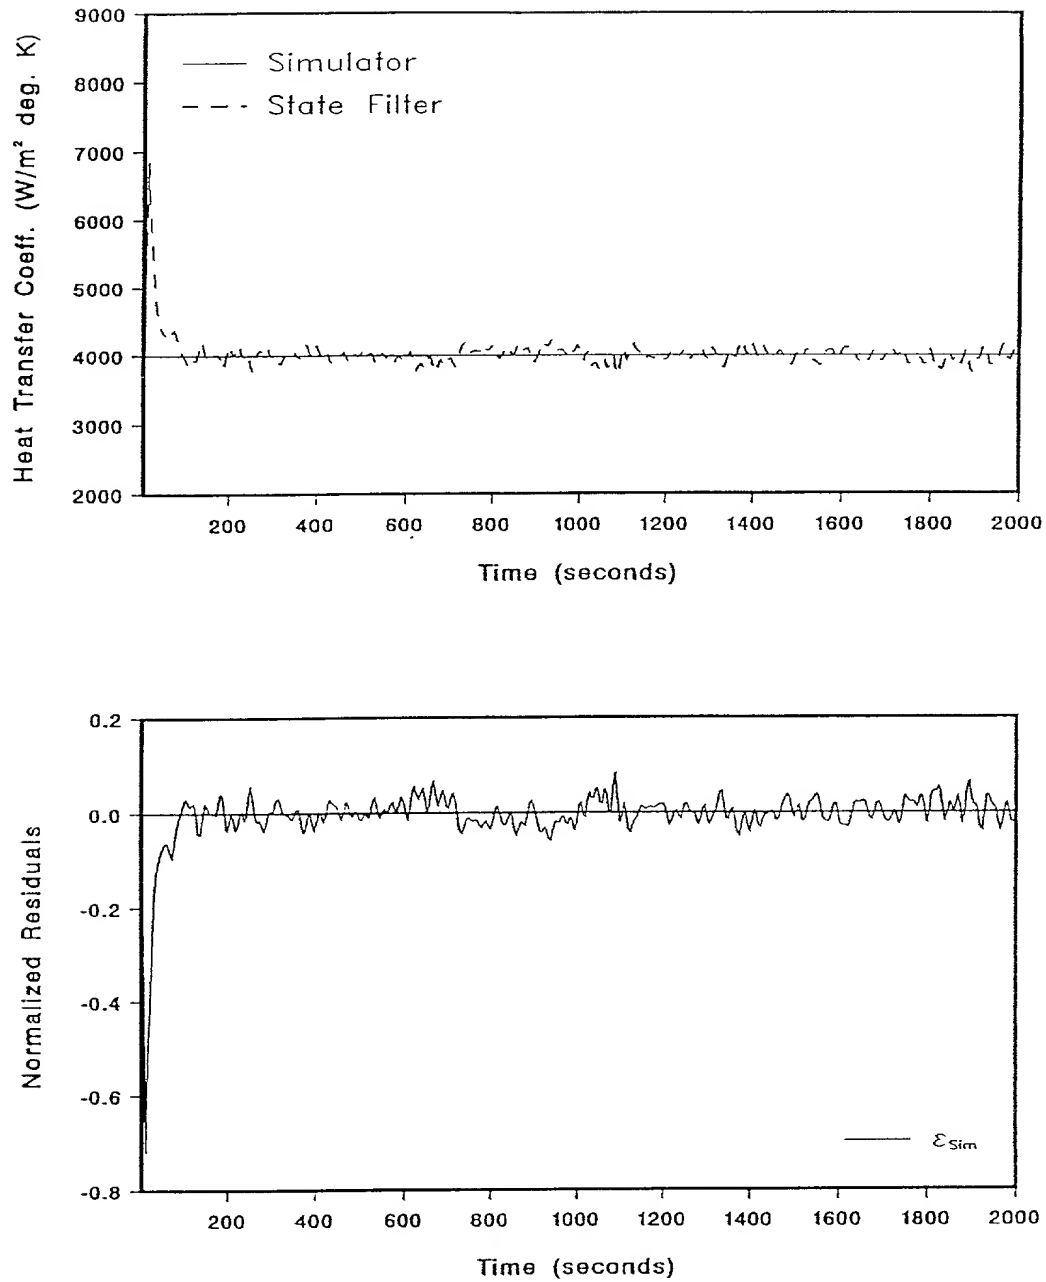 Heat Transfer Coeff. (W/m² deg. K)
9000
8000
7000
6000
5000
4000
3000
2000
Simulator
State Filter
200 400 600 800 1000 1200 1400 1600 1800 2000
Time (seconds)
Normalized Residuals
0.2
0.0
-0.2
-0.4
-0.6
-0.8
εSim
200 400 600 800 1000 1200 1400 1600 1800 2000
Time (seconds)